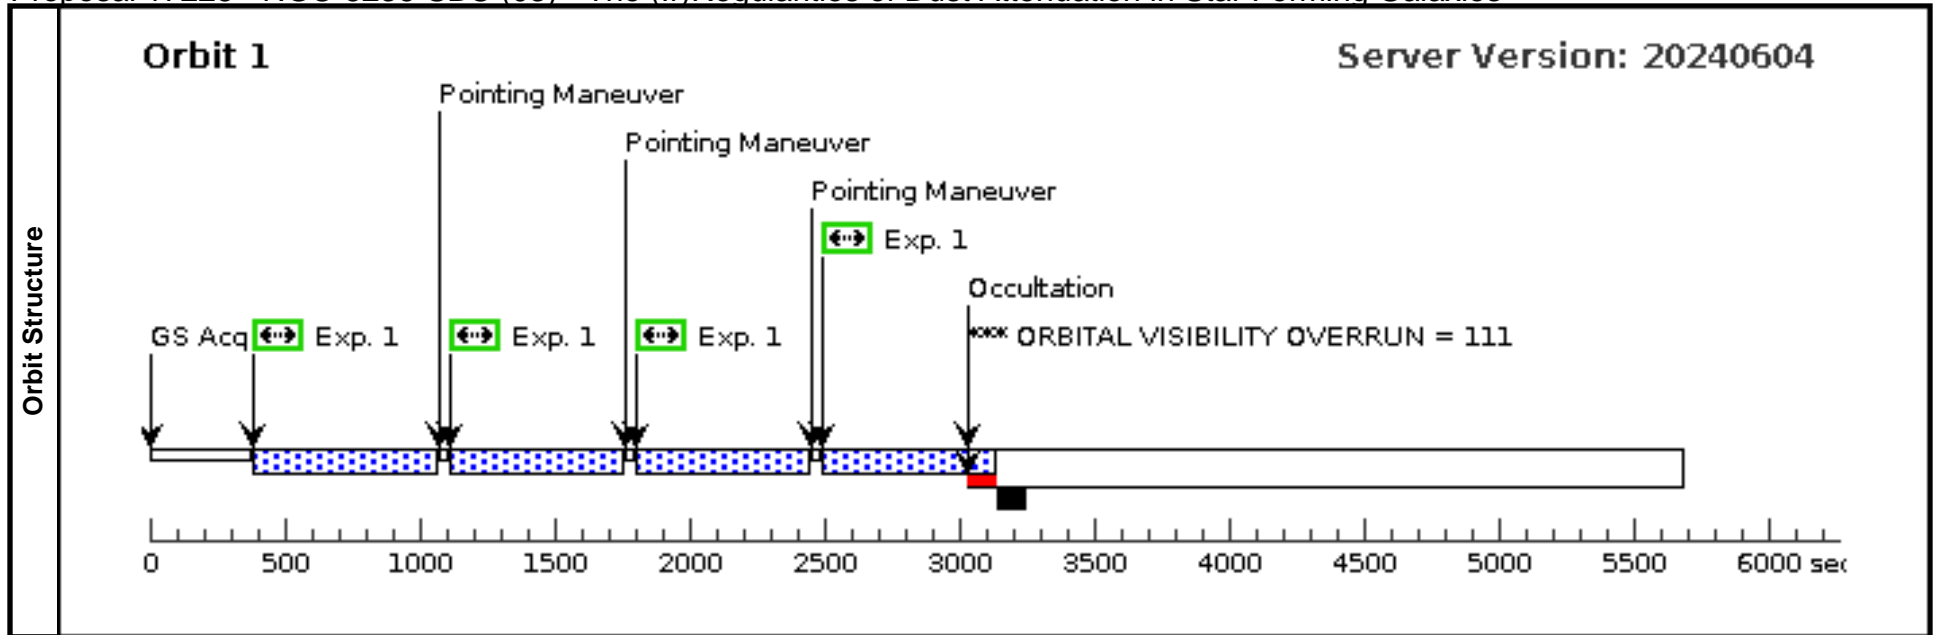 Orbit 1
Server Version: 20240604
Pointing Maneuver
Pointing Maneuver
Pointing Maneuver
Exp. 1
Occultation
GS Acq Exp. 1 Exp. 1 Exp. 1 **** ORBITAL VISIBILITY OVERRUN = 111
Orbit Structure
0 500 1000 1500 2000 2500 3000 3500 4000 4500 5000 5500 6000 sec